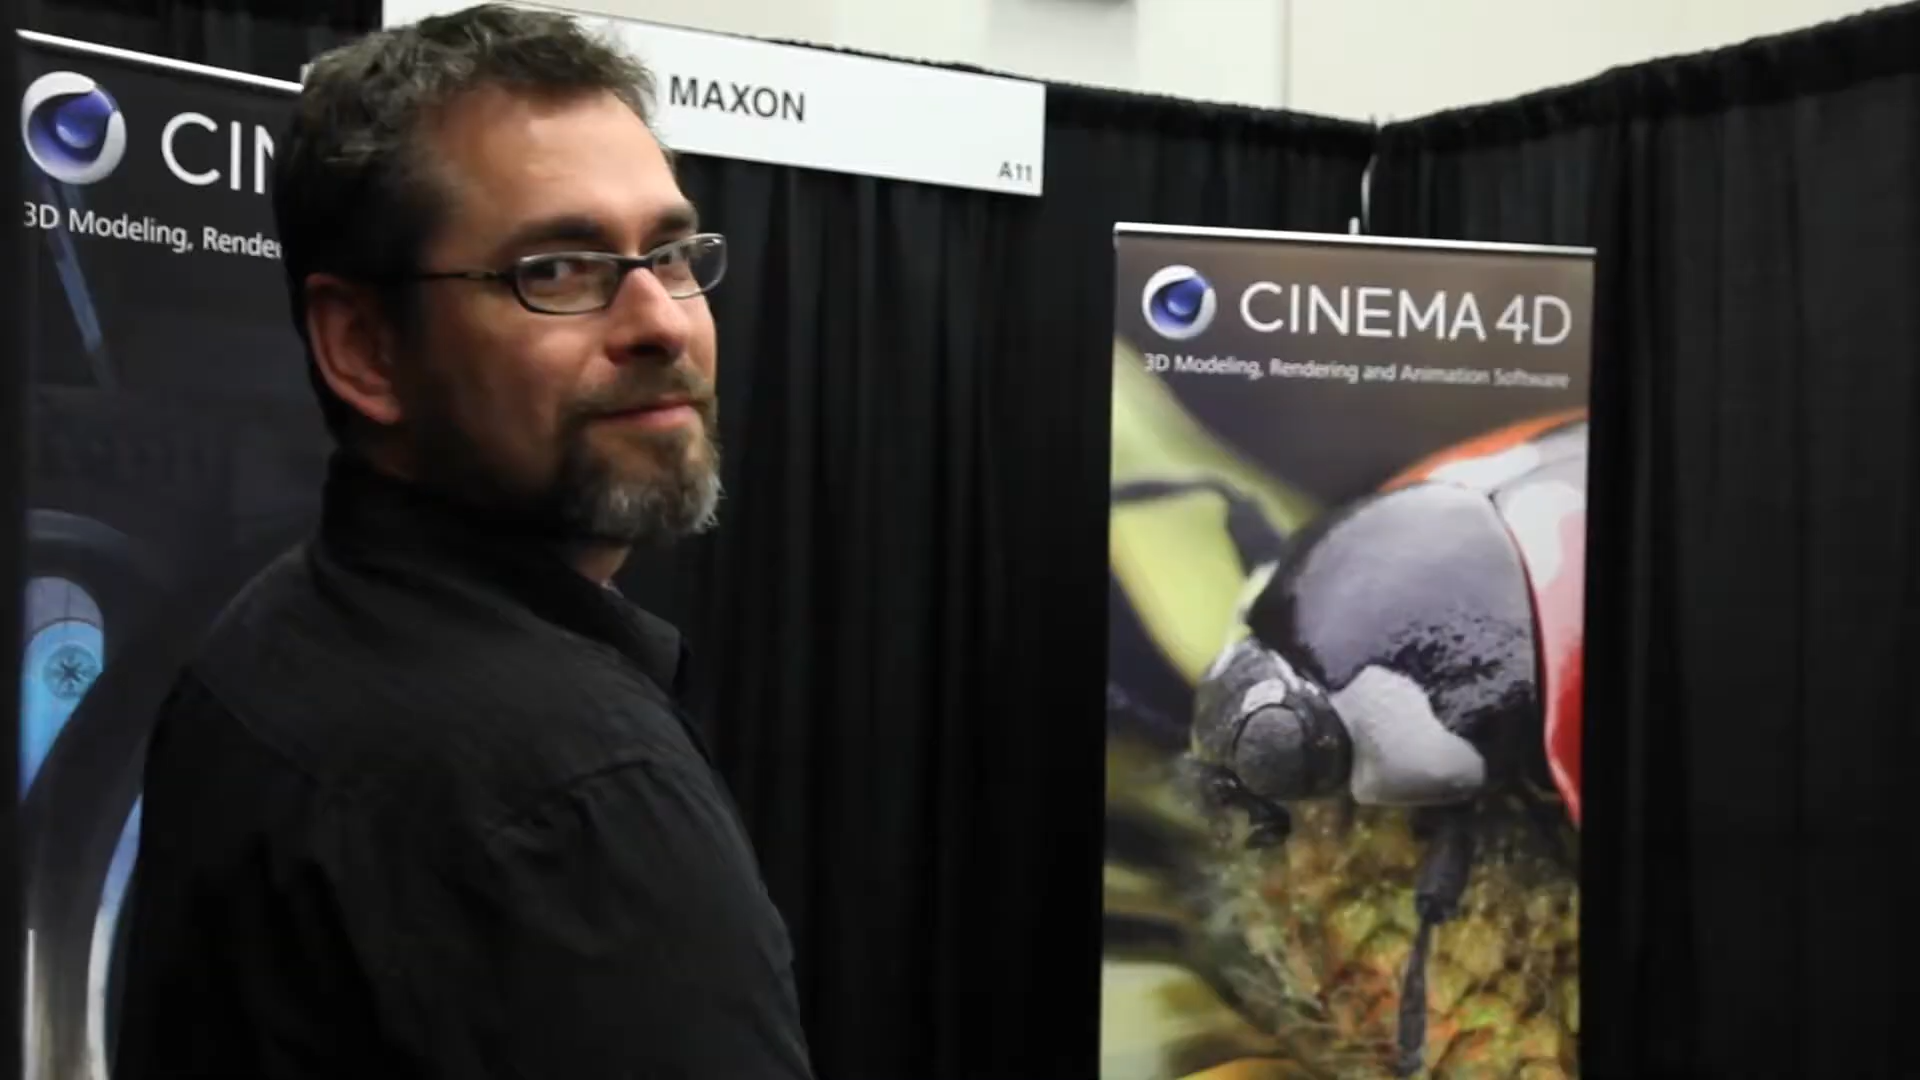 CIN
3D Modeling, Render
MAXON
A11
CINEMA 4D
3D Modeling, Rendering and Animation Software